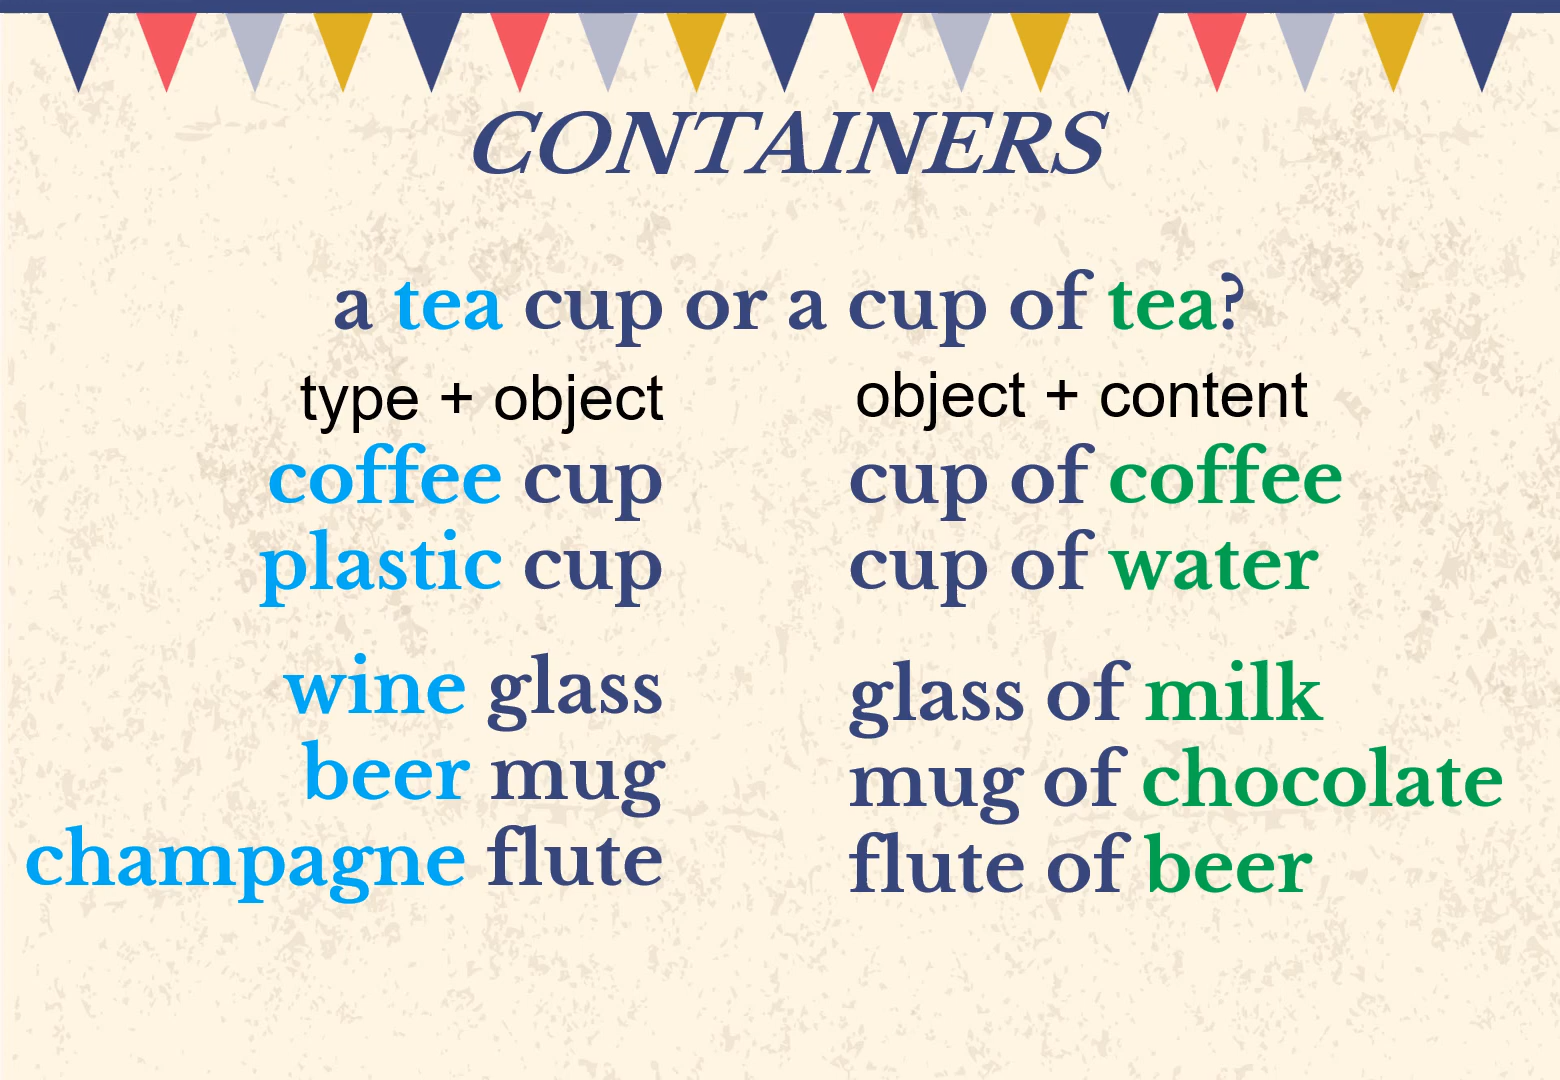 CONTAINERS
a tea cup or a cup of tea?
type + object
object + content
coffee cup
cup of coffee
plastic cup
cup of water
wine glass
glass of milk
beer mug
mug of chocolate
champagne flute
flute of beer